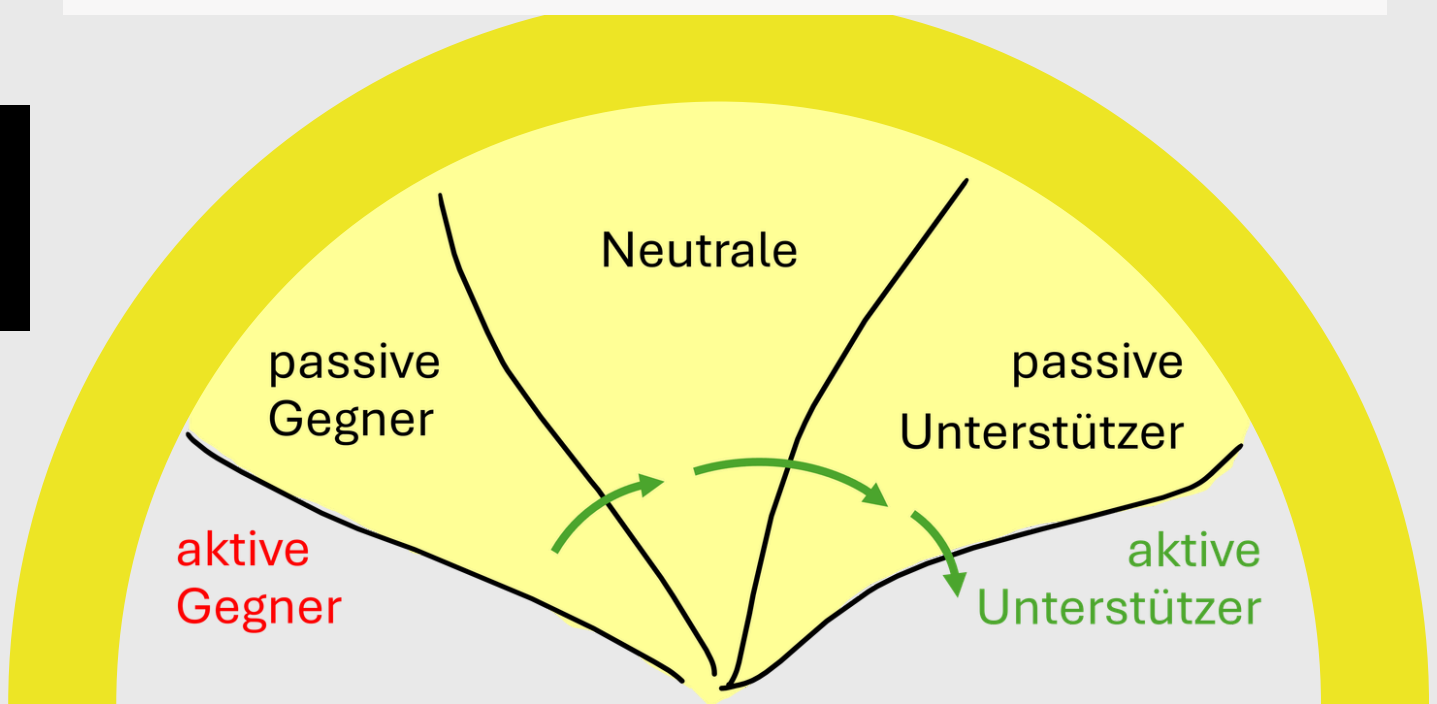 Neutrale
passive
Gegner
passive
Unterstützer
aktive
Gegner
aktive
Unterstützer